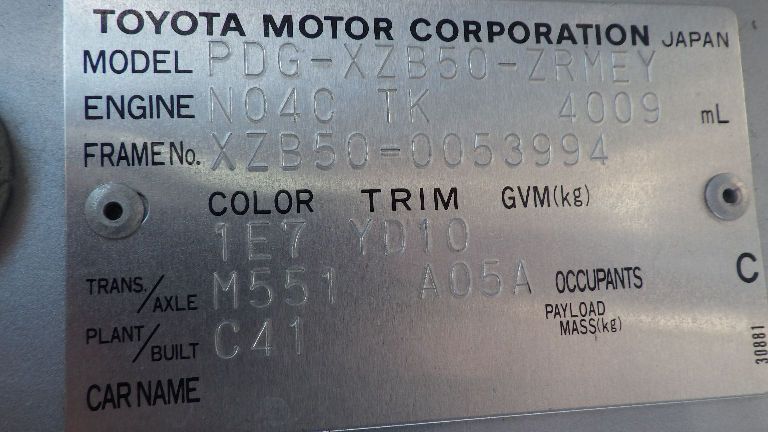 TOYOTA MOTOR CORPORATION JAPAN
MODEL PDG-XZB50-ZRMEY
ENGINE N04C TK 4009 mL
FRAME No. XZB50-0053994
COLOR TRIM GVM(kg)
1E7 YD10
TRANS./AXLE M551 A05A OCCUPANTS
C
PAYLOAD MASS(kg)
PLANT/BUILT C41
30881
CAR NAME